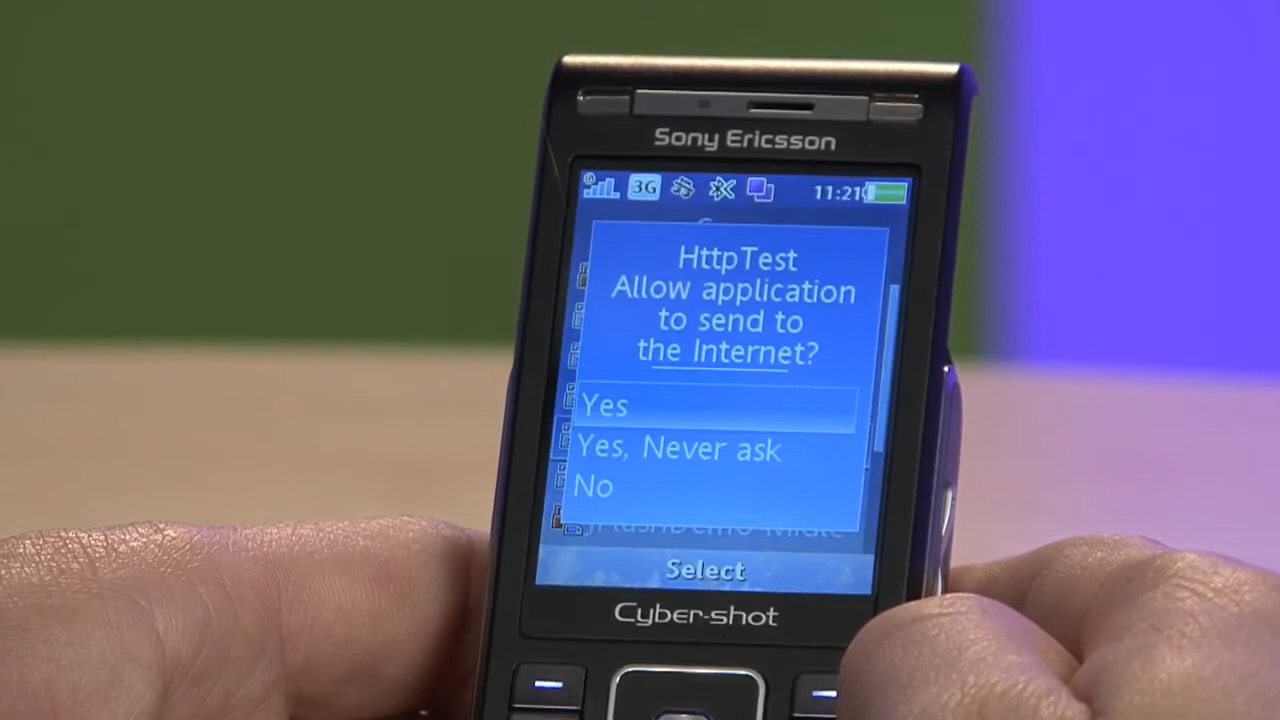 Sony Ericsson
3G 11:21
HttpTest
Allow application
to send to
the Internet?
Yes
Yes, Never ask
No
Select
Cyber-shot